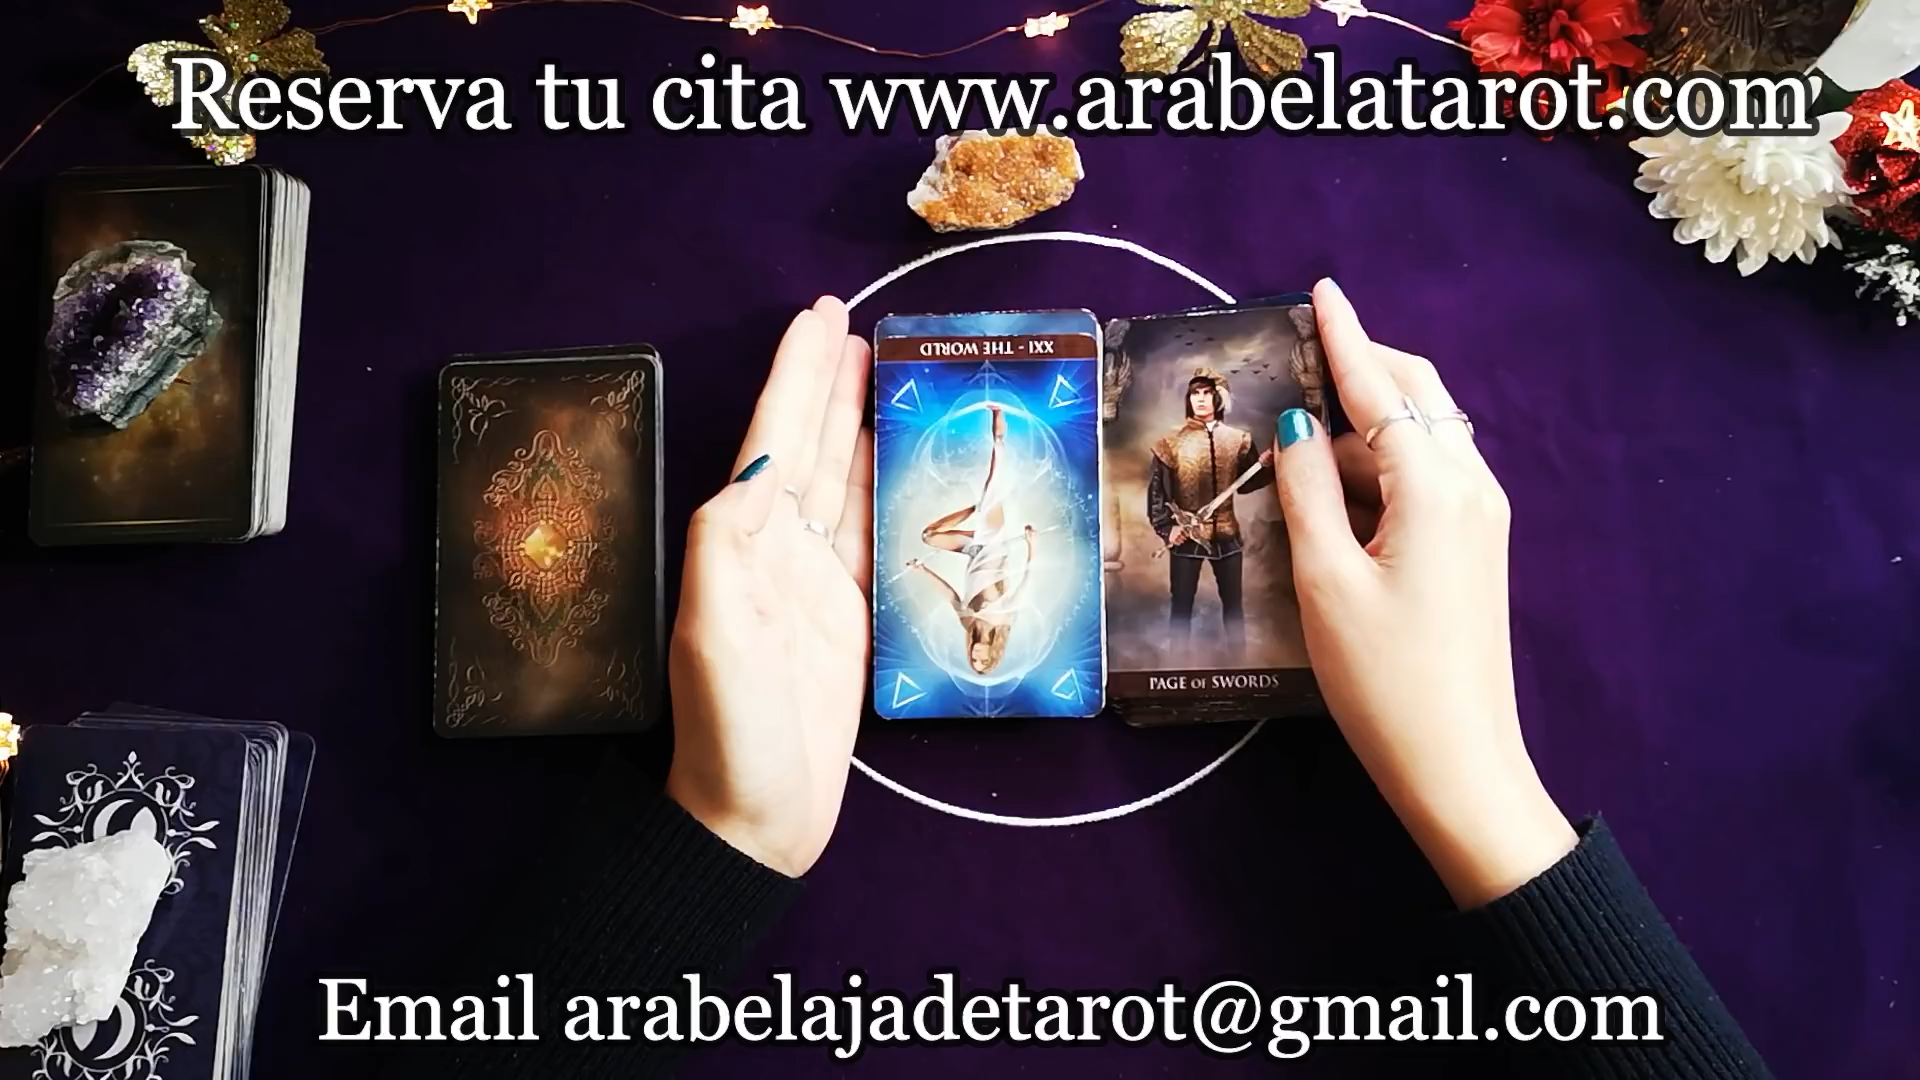 Reserva tu cita www.arabelatarot.com
XXI - THE WORLD
PAGE OF SWORDS
Email arabelajadetarot@gmail.com